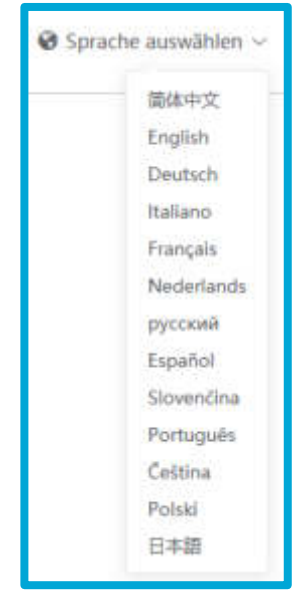 Sprache auswählen
简体中文
English
Deutsch
Italiano
Français
Nederlands
русский
Español
Slovenčina
Português
Čeština
Polski
日本語